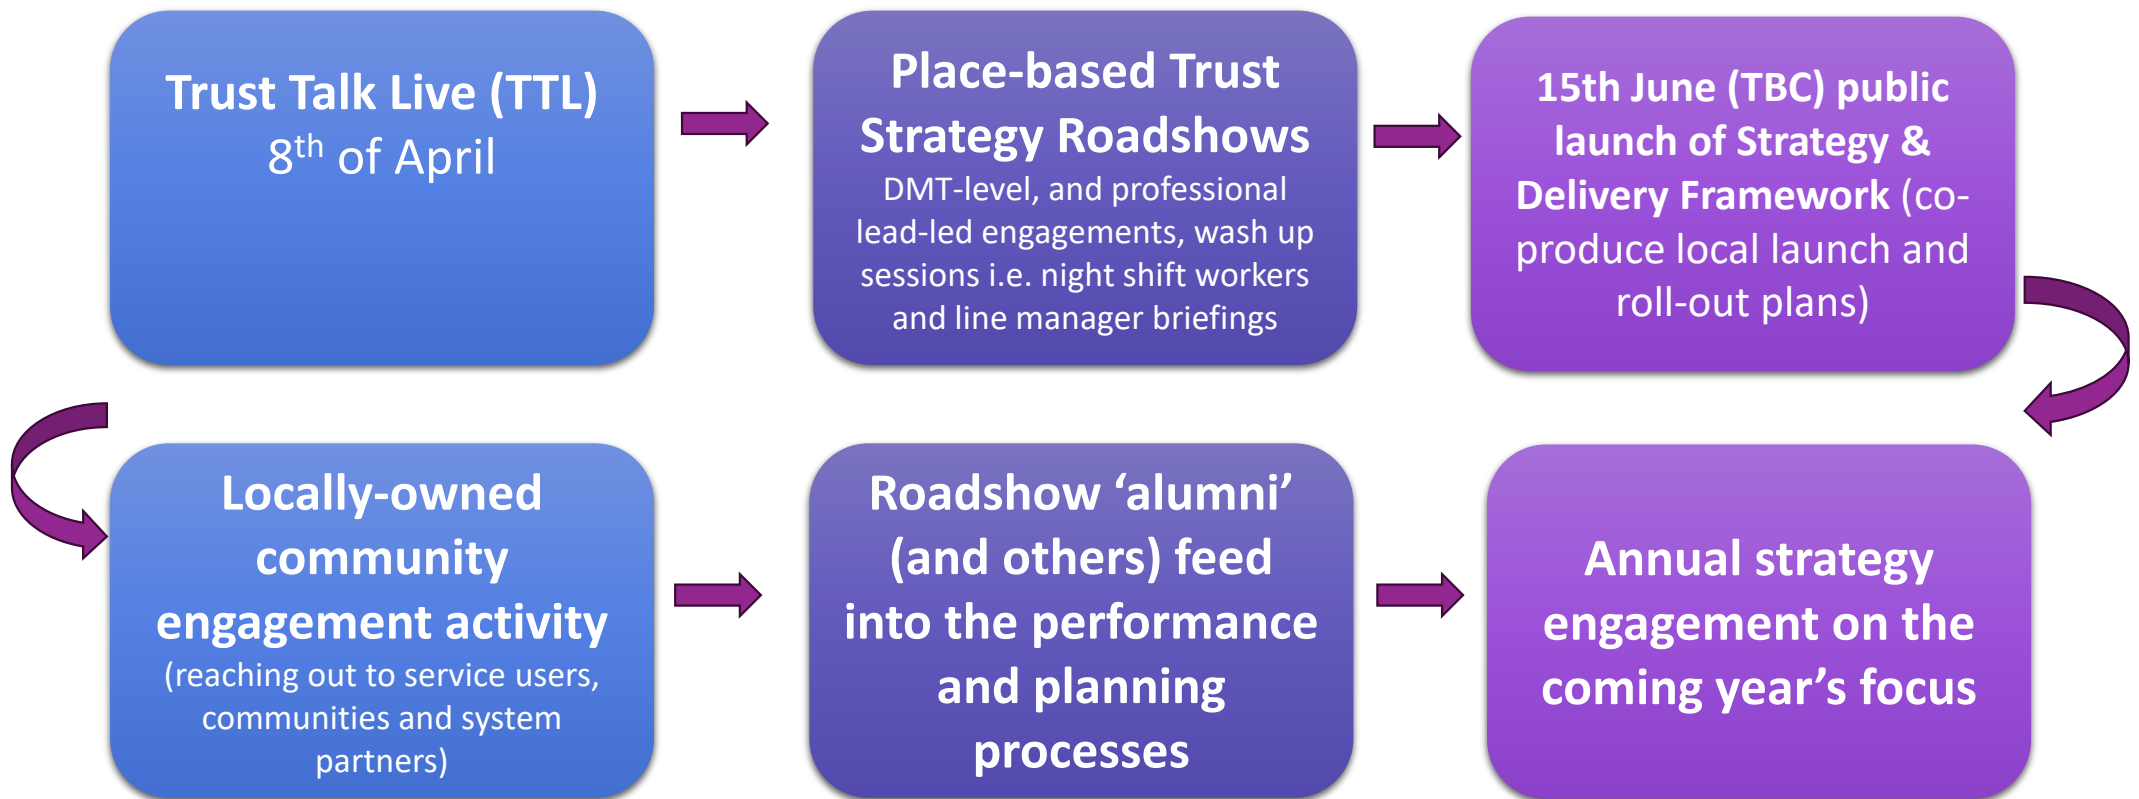 Trust Talk Live (TTL)
8th of April
Place-based Trust
Strategy Roadshows
DMT-level, and professional
lead-led engagements, wash up
sessions i.e. night shift workers
and line manager briefings
15th June (TBC) public
launch of Strategy &
Delivery Framework (co-
produce local launch and
roll-out plans)
Locally-owned
community
engagement activity
(reaching out to service users,
communities and system
partners)
Roadshow ‘alumni’
(and others) feed
into the performance
and planning
processes
Annual strategy
engagement on the
coming year’s focus